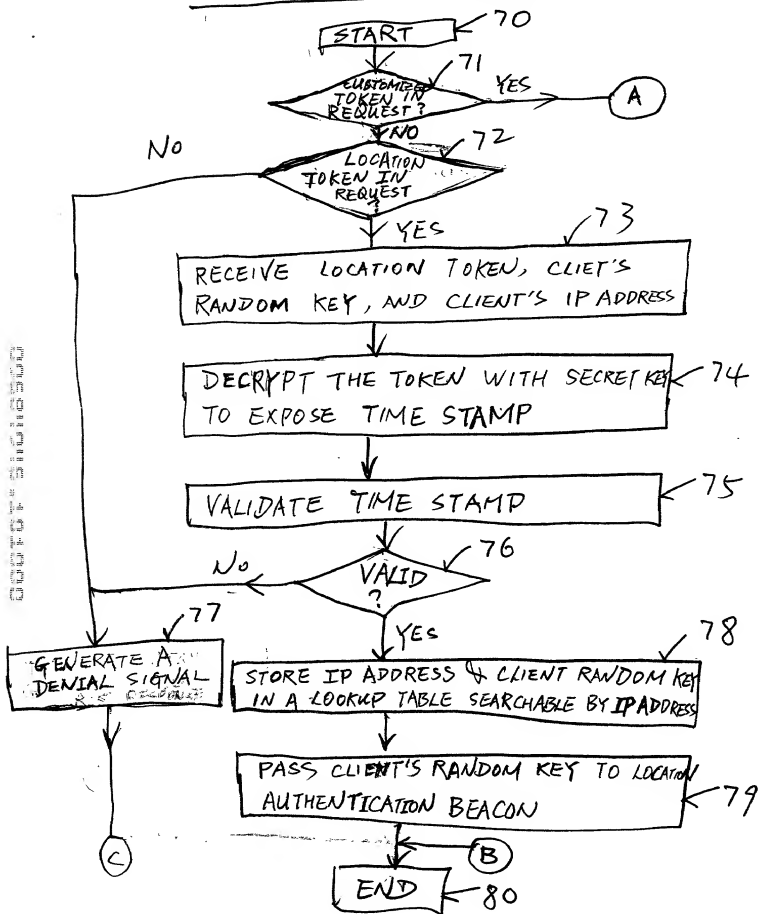 70
START
71
CUSTOMIZED
TOKEN IN
REQUEST?
YES
A
NO
72
LOCATION
TOKEN IN
REQUEST
?
No
YES
73
RECEIVE LOCATION TOKEN, CLIET'S
RANDOM KEY, AND CLIENT'S IP ADDRESS
DECRYPT THE TOKEN WITH SECRET KEY
TO EXPOSE TIME STAMP
74
VALIDATE TIME STAMP
75
76
VALID
?
No
YES
77
GENERATE A
DENIAL SIGNAL
78
STORE IP ADDRESS & CLIENT RANDOM KEY
IN A LOOKUP TABLE SEARCHABLE BY IP ADDRESS
PASS CLIENT'S RANDOM KEY TO LOCATION
AUTHENTICATION BEACON
79
C
B
END
80